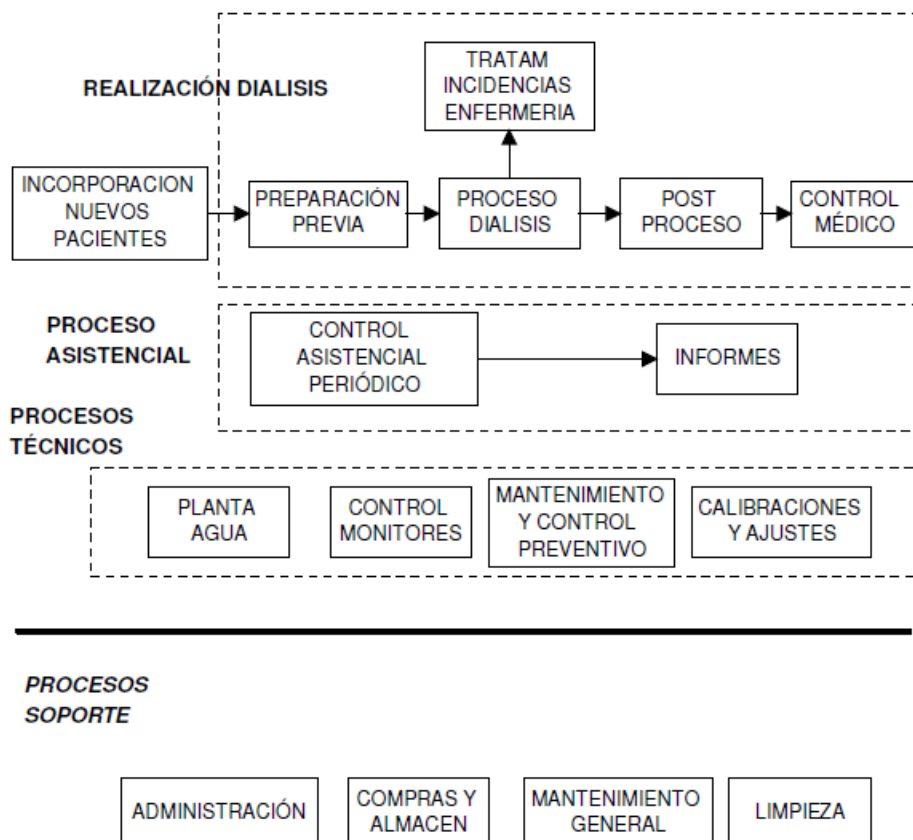 REALIZACIÓN DIALISIS
TRATAM
INCIDENCIAS
ENFERMERIA
INCORPORACION
NUEVOS
PACIENTES
PREPARACIÓN
PREVIA
PROCESO
DIALISIS
POST
PROCESO
CONTROL
MÉDICO
PROCESO
ASISTENCIAL
CONTROL
ASISTENCIAL
PERIÓDICO
INFORMES
PROCESOS
TÉCNICOS
PLANTA
AGUA
CONTROL
MONITORES
MANTENIMIENTO
Y CONTROL
PREVENTIVO
CALIBRACIONES
Y AJUSTES
PROCESOS
SOPORTE
ADMINISTRACIÓN
COMPRAS Y
ALMACEN
MANTENIMIENTO
GENERAL
LIMPIEZA